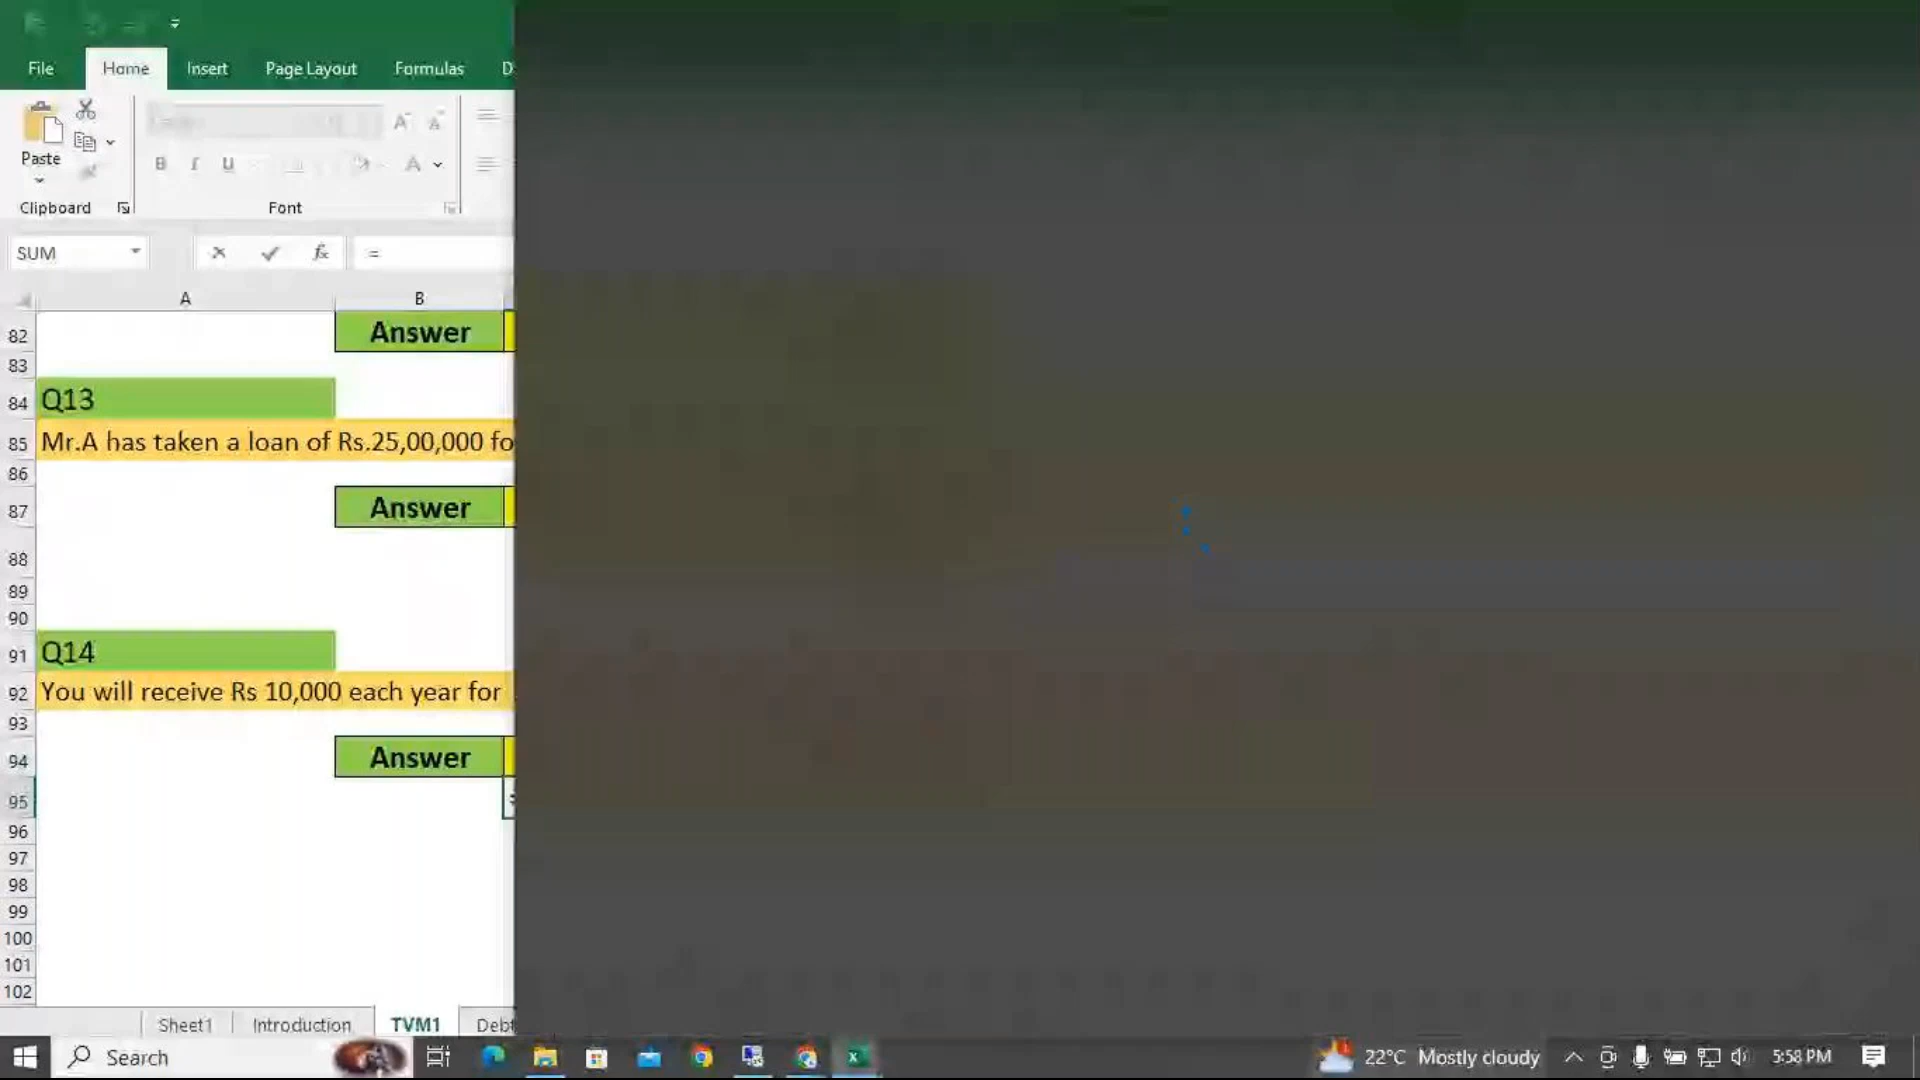 File Home Insert Page Layout Formulas D
Paste
B I U A
Clipboard Font
SUM fx =
A B
82 Answer
83
84 Q13
85 Mr.A has taken a loan of Rs.25,00,000 fo
86
87 Answer
88
89
90
91 Q14
92 You will receive Rs 10,000 each year for
93
94 Answer
95 =
96
97
98
99
100
101
102
Sheet1 Introduction TVM1 Debt
Search 22°C Mostly cloudy 5:58 PM